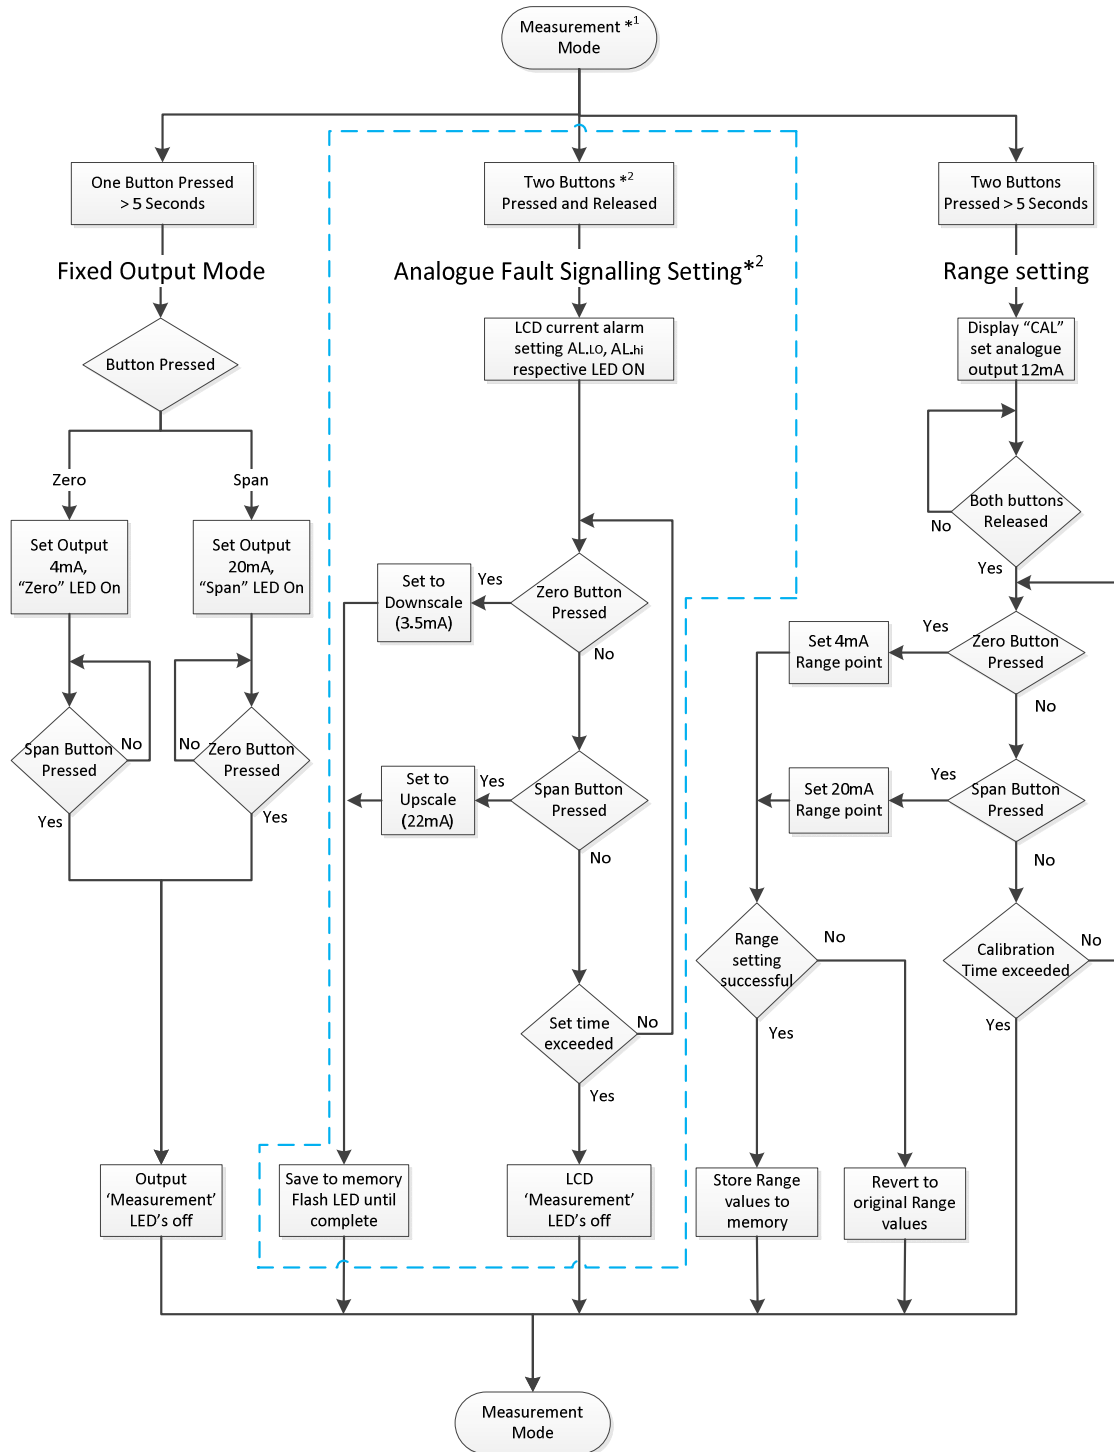 Measurement *1
Mode
One Button Pressed
> 5 Seconds
Two Buttons *2
Pressed and Released
Two Buttons
Pressed > 5 Seconds
Fixed Output Mode
Analogue Fault Signalling Setting*2
Range setting
Button Pressed
LCD current alarm
setting AL.LO, AL.hi
respective LED ON
Display “CAL”
set analogue
output 12mA
Zero
Span
Set Output
4mA,
“Zero” LED On
Set Output
20mA,
“Span” LED On
Both buttons
Released
No
Yes
Set to
Downscale
(3.5mA)
Yes
Zero Button
Pressed
No
Set 4mA
Range point
Yes
Zero Button
Pressed
No
Span Button
Pressed
No
Yes
No
Zero Button
Pressed
Yes
Set to
Upscale
(22mA)
Yes
Span Button
Pressed
No
Set 20mA
Range point
Yes
Span Button
Pressed
No
Range
setting
successful
No
Yes
Calibration
Time exceeded
No
Yes
Set time
exceeded
No
Yes
Output
‘Measurement’
LED’s off
Save to memory
Flash LED until
complete
LCD
‘Measurement’
LED’s off
Store Range
values to
memory
Revert to
original Range
values
Measurement
Mode